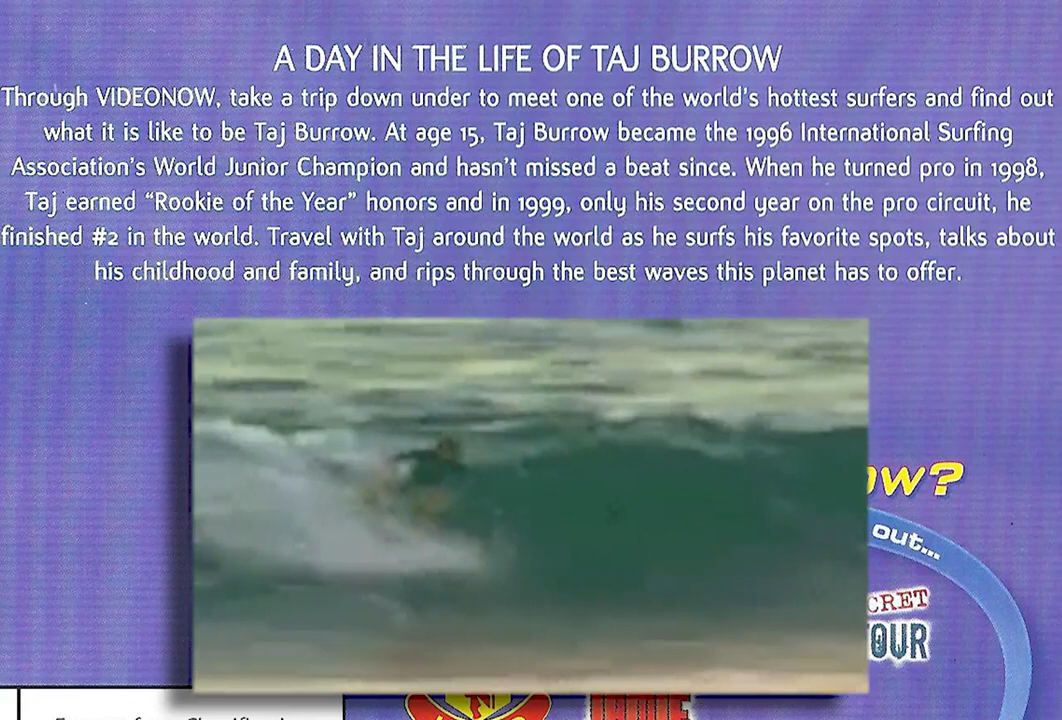 A DAY IN THE LIFE OF TAJ BURROW
Through VIDEONOW, take a trip down under to meet one of the world's hottest surfers and find out
what it is like to be Taj Burrow. At age 15, Taj Burrow became the 1996 International Surfing
Association's World Junior Champion and hasn't missed a beat since. When he turned pro in 1998,
Taj earned "Rookie of the Year" honors and in 1999, only his second year on the pro circuit, he
finished #2 in the world. Travel with Taj around the world as he surfs his favorite spots, talks about
his childhood and family, and rips through the best waves this planet has to offer.
OW?
out...
CRET
OUR